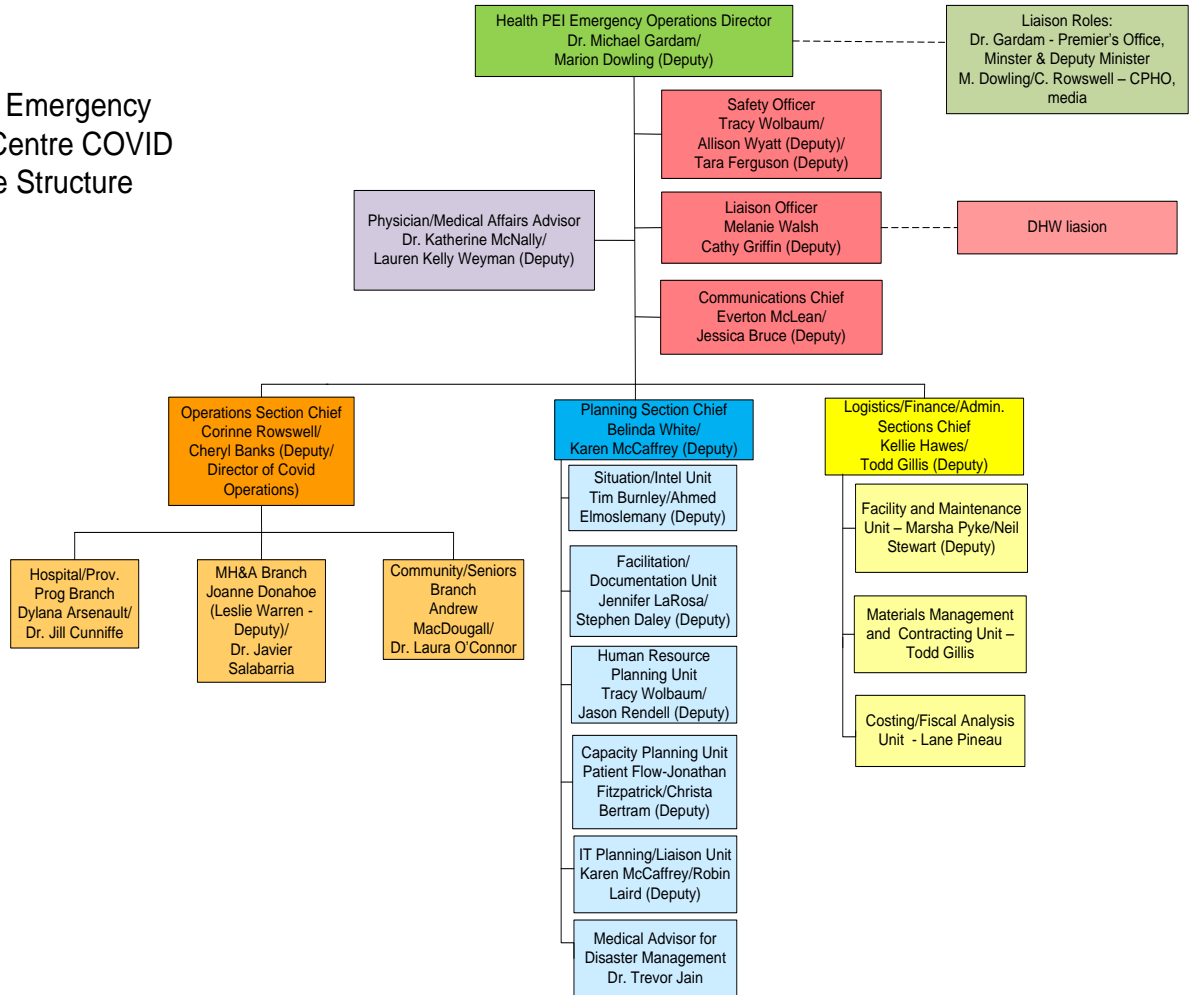 Health PEI Emergency Operations Director
Dr. Michael Gardam/
Marion Dowling (Deputy)
Liaison Roles:
Dr. Gardam - Premier's Office,
Minster & Deputy Minister
M. Dowling/C. Rowswell – CPHO,
media
Emergency
Centre COVID
Structure
Safety Officer
Tracy Wolbaum/
Allison Wyatt (Deputy)/
Tara Ferguson (Deputy)
Physician/Medical Affairs Advisor
Dr. Katherine McNally/
Lauren Kelly Weyman (Deputy)
Liaison Officer
Melanie Walsh
Cathy Griffin (Deputy)
DHW liasion
Communications Chief
Everton McLean/
Jessica Bruce (Deputy)
Operations Section Chief
Corinne Rowswell/
Cheryl Banks (Deputy/
Director of Covid
Operations)
Planning Section Chief
Belinda White/
Karen McCaffrey (Deputy)
Logistics/Finance/Admin.
Sections Chief
Kellie Hawes/
Todd Gillis (Deputy)
Hospital/Prov.
Prog Branch
Dylana Arsenault/
Dr. Jill Cunniffe
MH&A Branch
Joanne Donahoe
(Leslie Warren -
Deputy)/
Dr. Javier
Salabarria
Community/Seniors
Branch
Andrew
MacDougall/
Dr. Laura O'Connor
Situation/Intel Unit
Tim Burnley/Ahmed
Elmoslemany (Deputy)
Facilitation/
Documentation Unit
Jennifer LaRosa/
Stephen Daley (Deputy)
Human Resource
Planning Unit
Tracy Wolbaum/
Jason Rendell (Deputy)
Capacity Planning Unit
Patient Flow-Jonathan
Fitzpatrick/Christa
Bertram (Deputy)
IT Planning/Liaison Unit
Karen McCaffrey/Robin
Laird (Deputy)
Medical Advisor for
Disaster Management
Dr. Trevor Jain
Facility and Maintenance
Unit – Marsha Pyke/Neil
Stewart (Deputy)
Materials Management
and Contracting Unit –
Todd Gillis
Costing/Fiscal Analysis
Unit - Lane Pineau